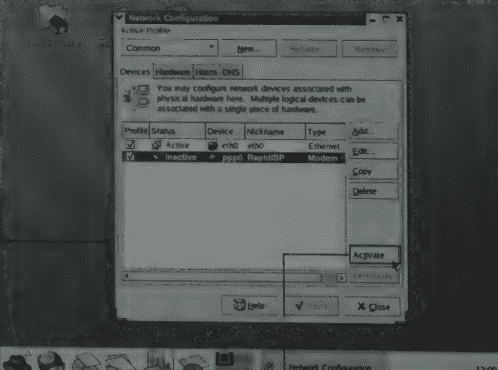 Network Configuration
Active Profile
Common
New...
Devices Hardware Hosts DNS
You may configure network devices associated with
physical hardware here. Multiple logical devices can be
associated with a single piece of hardware.
Profile Status Device Nickname Type
Active eth0 eth0 Ethernet
Inactive ppp0 RapidISP Modem
Add...
Edit...
Copy
Delete
Activate
Help
Close
Network Configuration